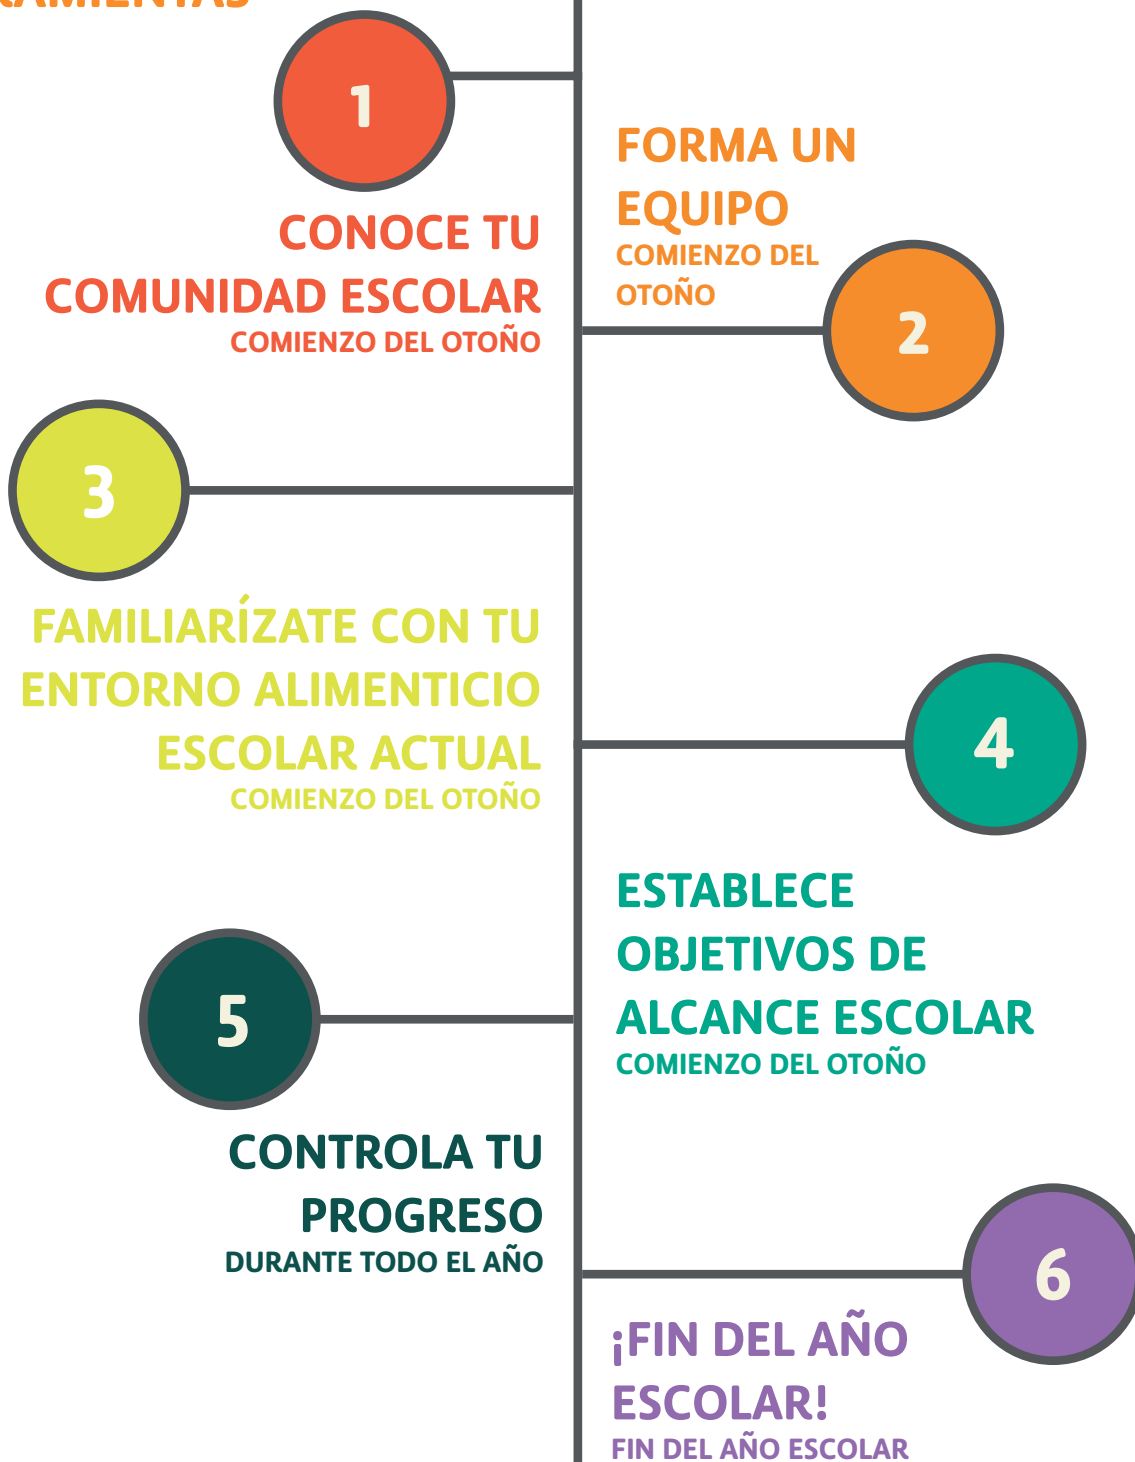 1
CONOCE TU
COMUNIDAD ESCOLAR
COMIENZO DEL OTOÑO
FORMA UN
EQUIPO
COMIENZO DEL
OTOÑO
2
3
FAMILIARÍZATE CON TU
ENTORNO ALIMENTICIO
ESCOLAR ACTUAL
COMIENZO DEL OTOÑO
4
ESTABLECE
OBJETIVOS DE
ALCANCE ESCOLAR
COMIENZO DEL OTOÑO
5
CONTROLA TU
PROGRESO
DURANTE TODO EL AÑO
6
¡FIN DEL AÑO
ESCOLAR!
FIN DEL AÑO ESCOLAR